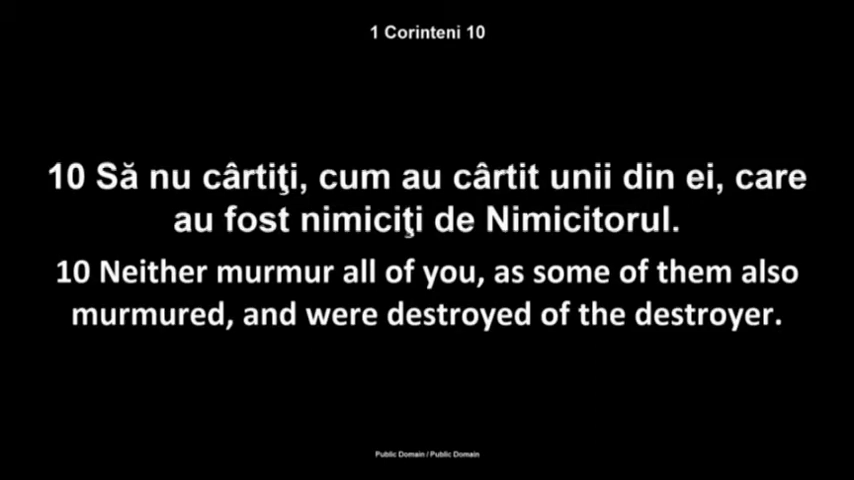 1 Corinteni 10
10 Să nu cârtiţi, cum au cârtit unii din ei, care
au fost nimiciţi de Nimicitorul.
10 Neither murmur all of you, as some of them also
murmured, and were destroyed of the destroyer.
Public Domain / Public Domain